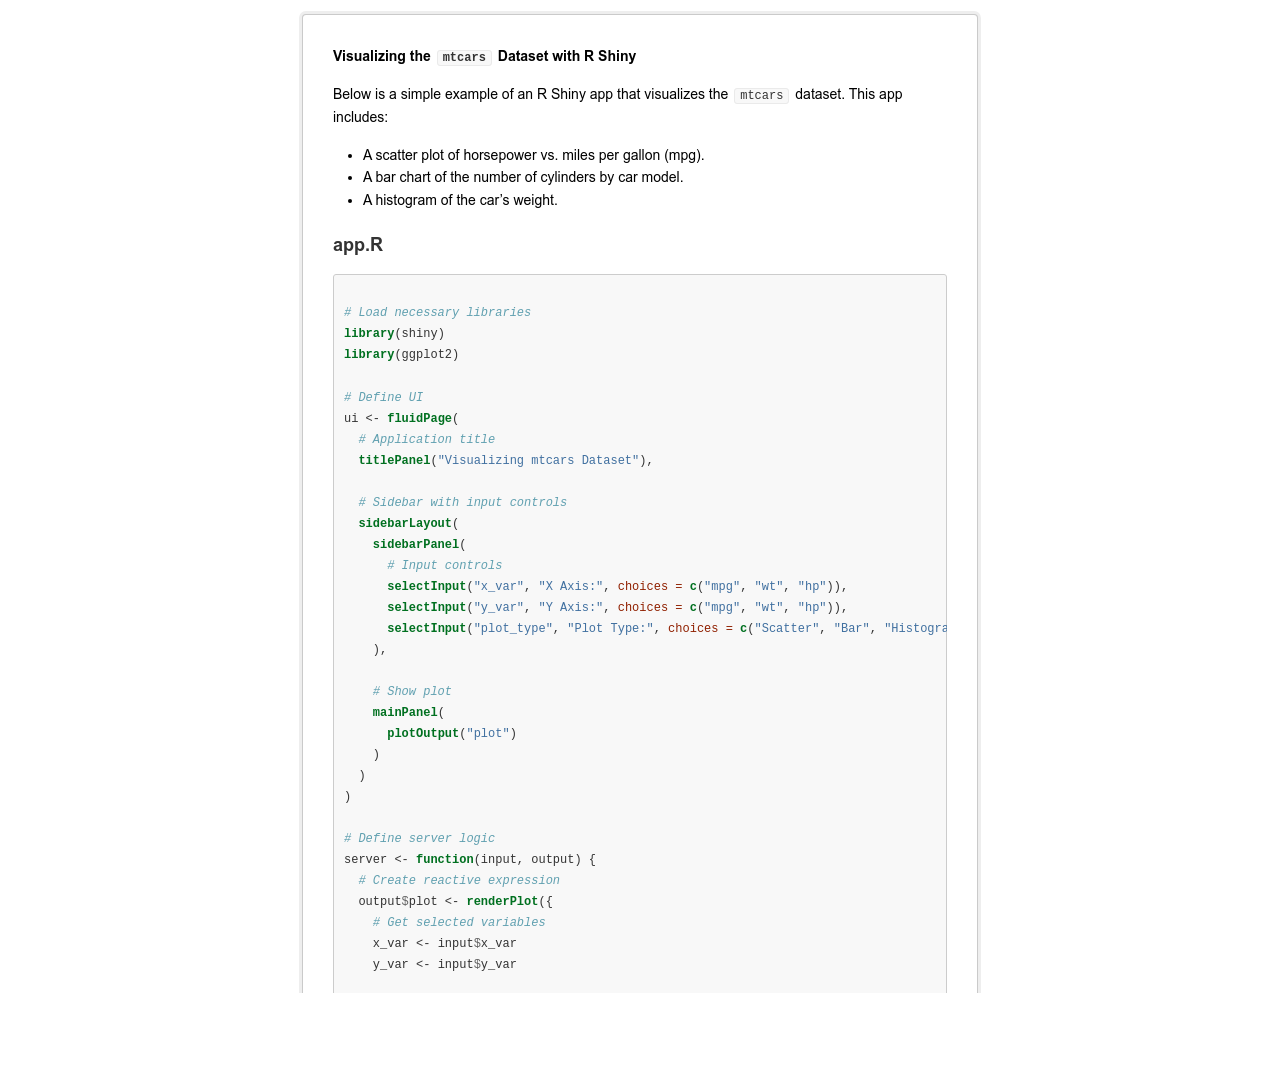 Visualizing the mtcars Dataset with R Shiny
Below is a simple example of an R Shiny app that visualizes the mtcars dataset. This app
includes:
• A scatter plot of horsepower vs. miles per gallon (mpg).
• A bar chart of the number of cylinders by car model.
• A histogram of the car’s weight.
app.R
# Load necessary libraries
library(shiny)
library(ggplot2)
# Define UI
ui <- fluidPage(
  # Application title
  titlePanel("Visualizing mtcars Dataset"),
  # Sidebar with input controls
  sidebarLayout(
    sidebarPanel(
      # Input controls
      selectInput("x_var", "X Axis:", choices = c("mpg", "wt", "hp")),
      selectInput("y_var", "Y Axis:", choices = c("mpg", "wt", "hp")),
      selectInput("plot_type", "Plot Type:", choices = c("Scatter", "Bar", "Histogra
    ),
    # Show plot
    mainPanel(
      plotOutput("plot")
    )
  )
)
# Define server logic
server <- function(input, output) {
  # Create reactive expression
  output$plot <- renderPlot({
    # Get selected variables
    x_var <- input$x_var
    y_var <- input$y_var